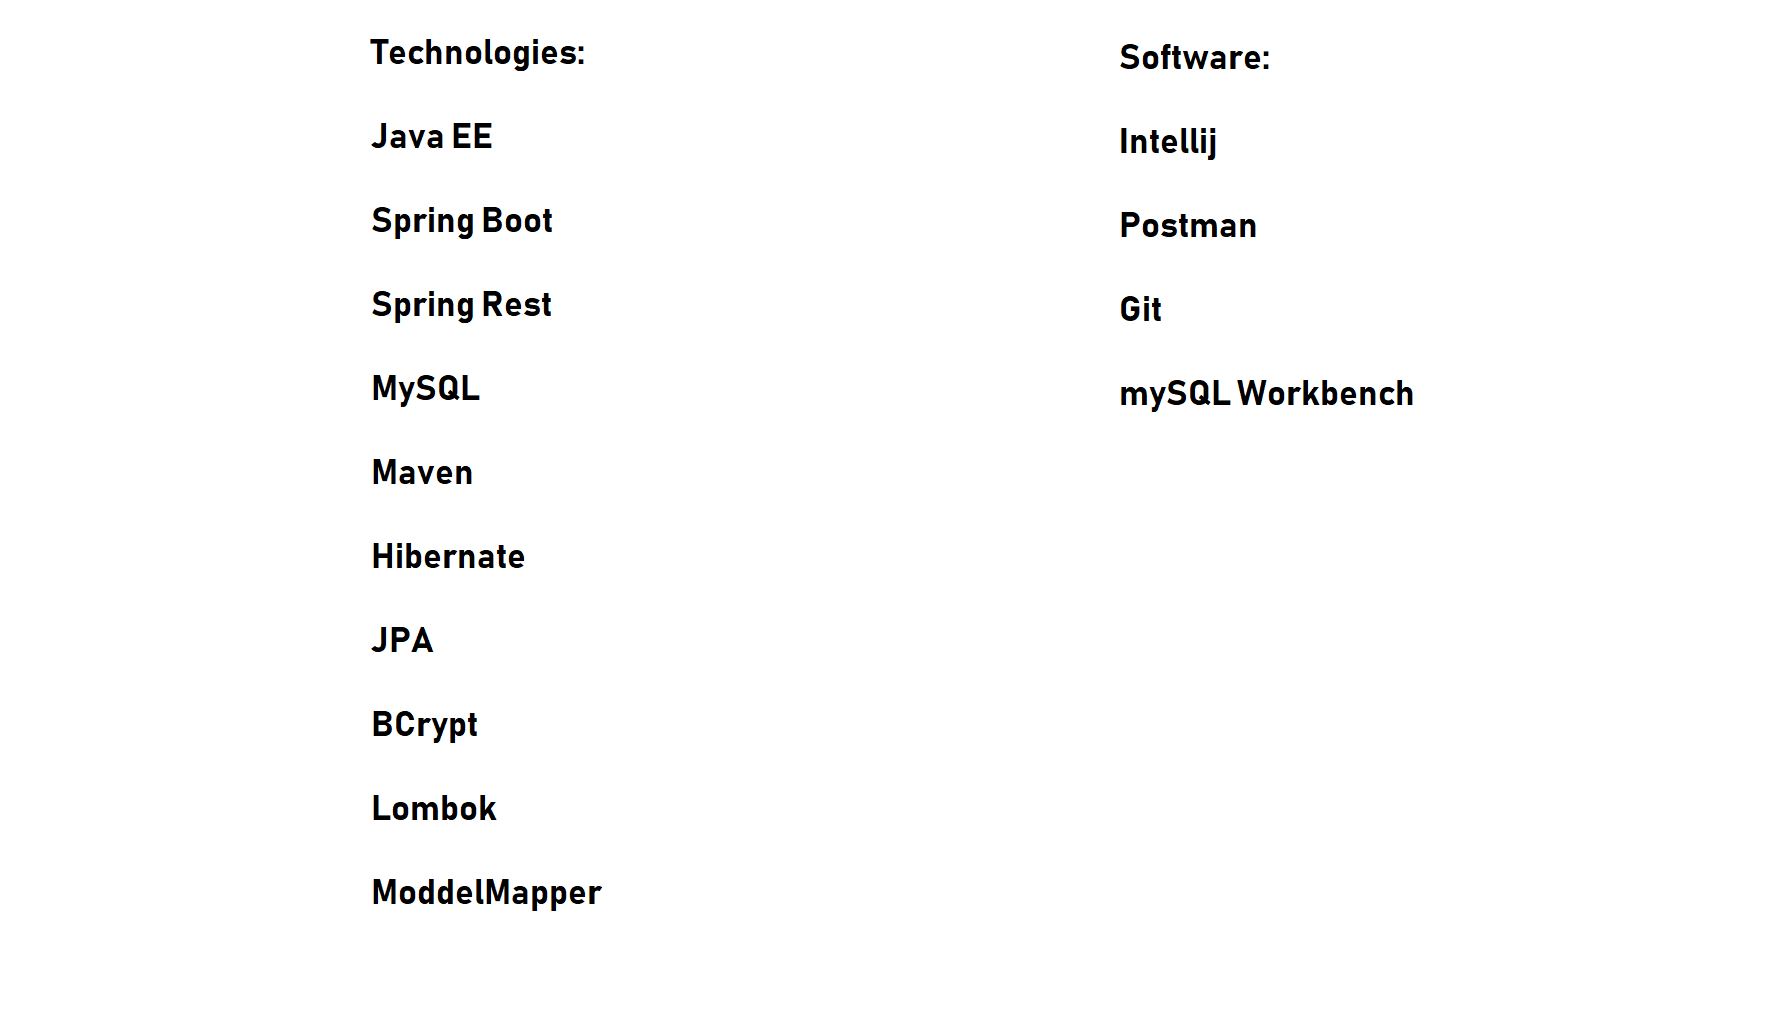 Technologies:
Java EE
Spring Boot
Spring Rest
MySQL
Maven
Hibernate
JPA
BCrypt
Lombok
ModdelMapper
Software:
Intellij
Postman
Git
mySQL Workbench